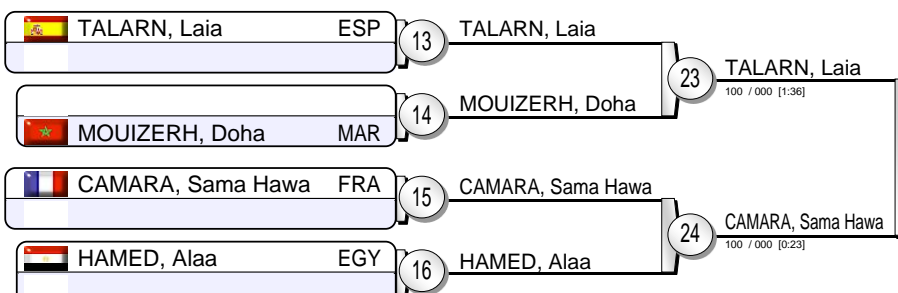 TALARN, Laia ESP
13
TALARN, Laia
23
TALARN, Laia
100 / 000 [1:36]
MOUIZERH, Doha MAR
14
MOUIZERH, Doha
CAMARA, Sama Hawa FRA
15
CAMARA, Sama Hawa
24
CAMARA, Sama Hawa
100 / 000 [0:23]
HAMED, Alaa EGY
16
HAMED, Alaa